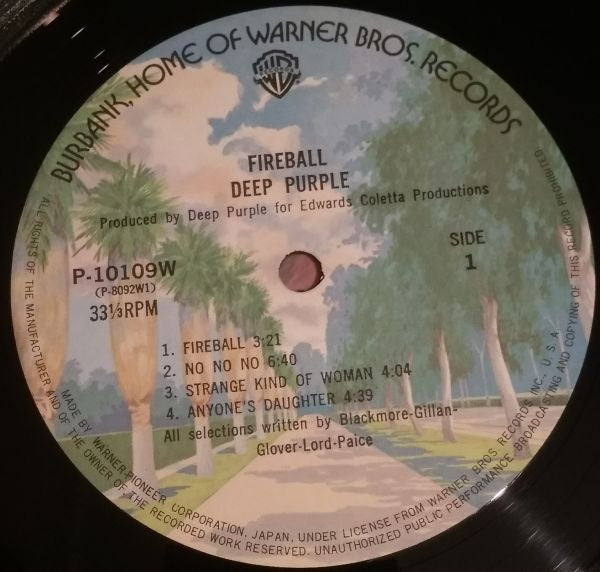 BURBANK, HOME OF WARNER BROS. RECORDS
FIREBALL
DEEP PURPLE
Produced by Deep Purple for Edwards Coletta Productions
P-10109W
(P-8092W1)
33⅓RPM
SIDE
1
1. FIREBALL 3:21
2. NO NO NO 6:40
3. STRANGE KIND OF WOMAN 4:04
4. ANYONE'S DAUGHTER 4:39
All selections written by Blackmore-Gillan-
Glover-Lord-Paice
MADE BY WARNER-PIONEER CORPORATION, JAPAN, UNDER LICENSE FROM WARNER BROS RECORDS INC., U.S.A
ALL RIGHTS OF THE MANUFACTURER AND OF THE OWNER OF THE RECORDED WORK RESERVED. UNAUTHORIZED PUBLIC PERFORMANCE BROADCASTING AND COPYING OF THIS RECORD PROHIBITED